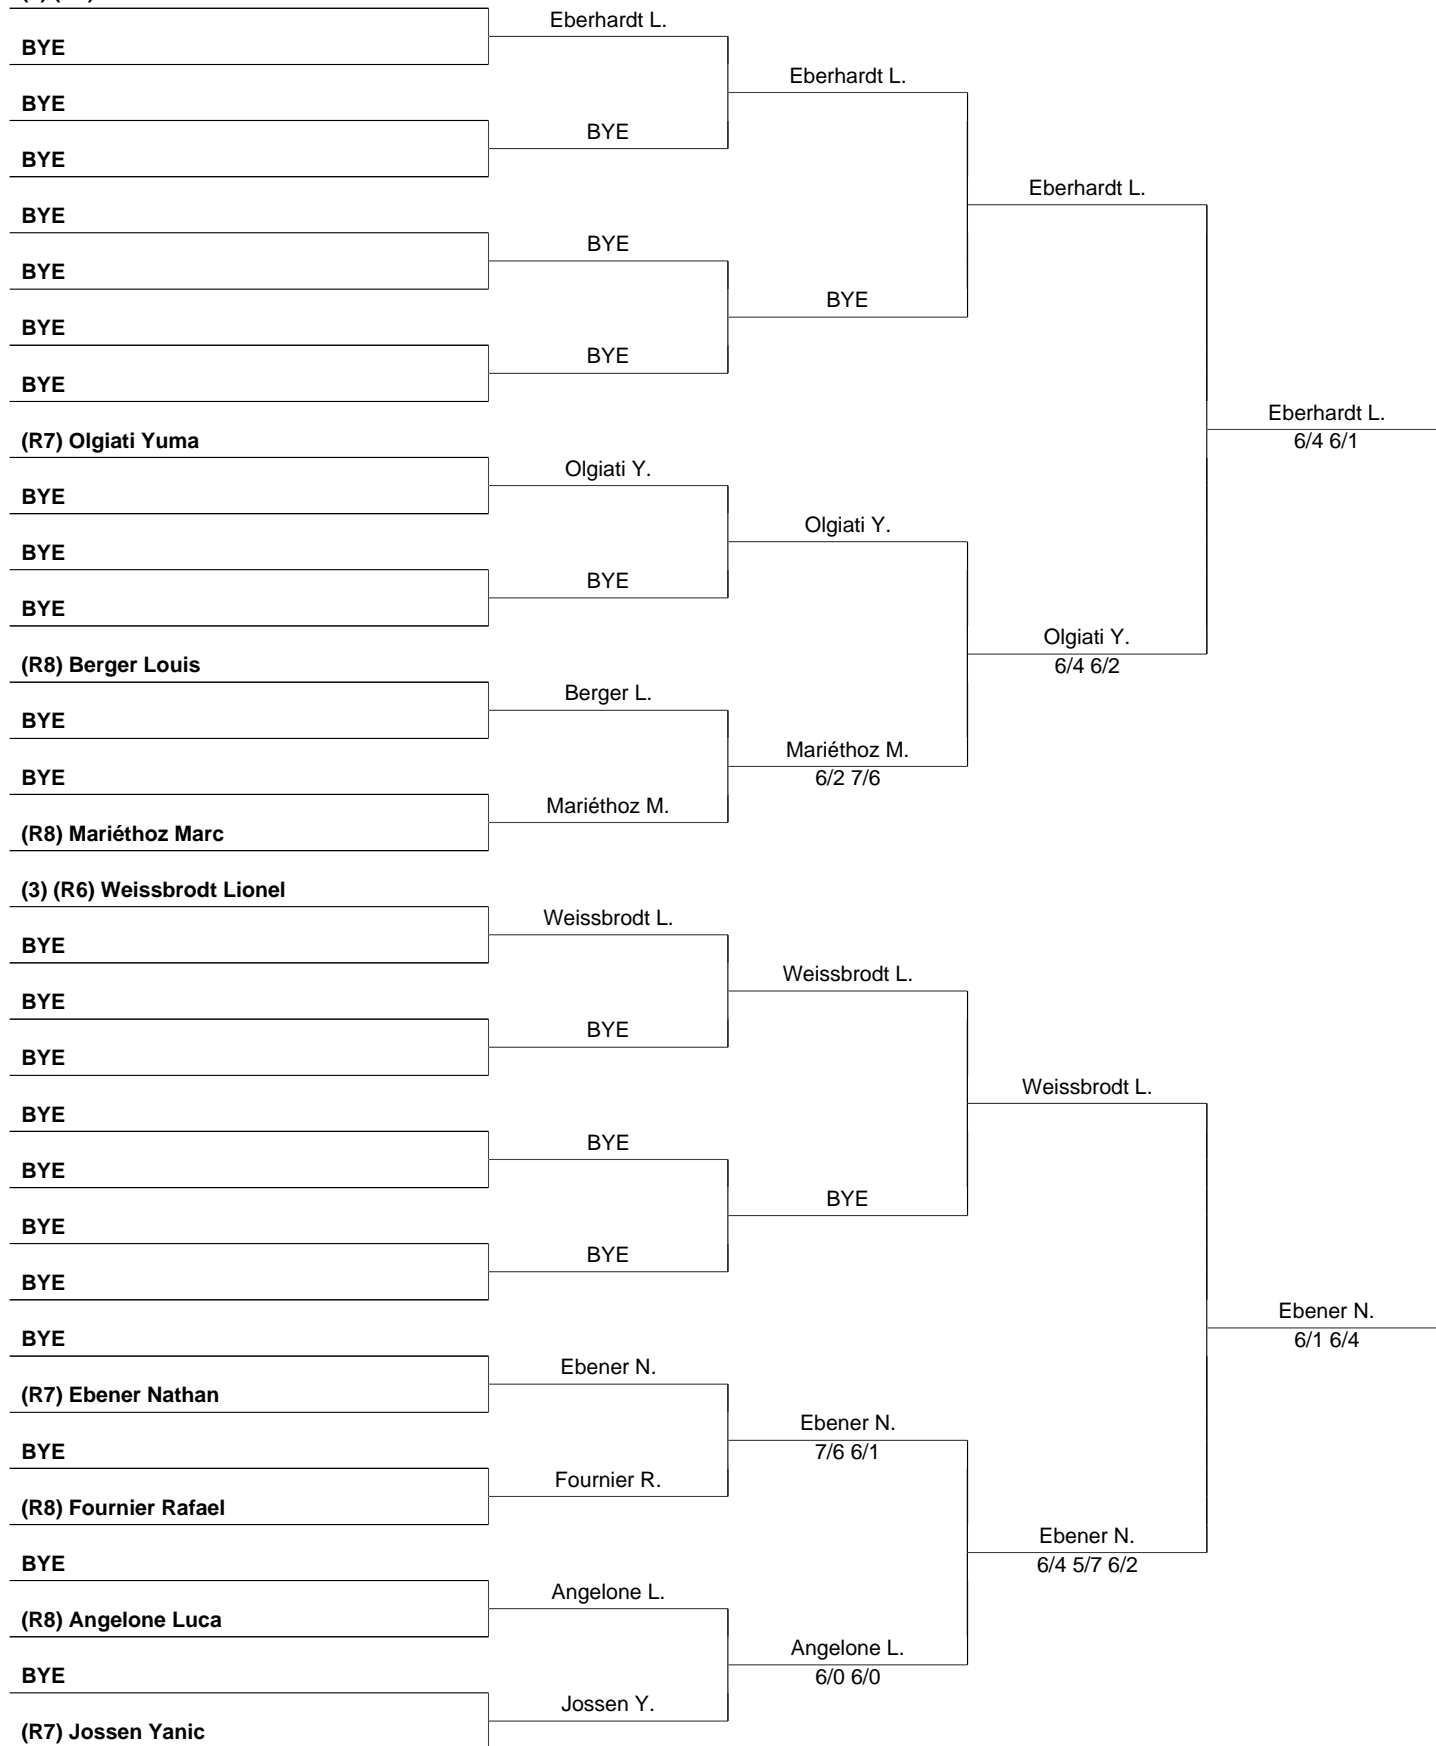 BYE
BYE
BYE
BYE
BYE
BYE
BYE
(R7) Olgiati Yuma
BYE
BYE
BYE
(R8) Berger Louis
BYE
BYE
(R8) Mariéthoz Marc
(3) (R6) Weissbrodt Lionel
BYE
BYE
BYE
BYE
BYE
BYE
BYE
BYE
(R7) Ebener Nathan
BYE
(R8) Fournier Rafael
BYE
(R8) Angelone Luca
BYE
(R7) Jossen Yanic
Eberhardt L.
BYE
BYE
BYE
Olgiati Y.
BYE
Berger L.
Mariéthoz M.
Weissbrodt L.
BYE
BYE
BYE
Ebener N.
Fournier R.
Angelone L.
Jossen Y.
Eberhardt L.
BYE
Olgiati Y.
Mariéthoz M.
6/2 7/6
Weissbrodt L.
BYE
Ebener N.
7/6 6/1
Angelone L.
6/0 6/0
Eberhardt L.
Olgiati Y.
6/4 6/2
Weissbrodt L.
Ebener N.
6/4 5/7 6/2
Eberhardt L.
6/4 6/1
Ebener N.
6/1 6/4